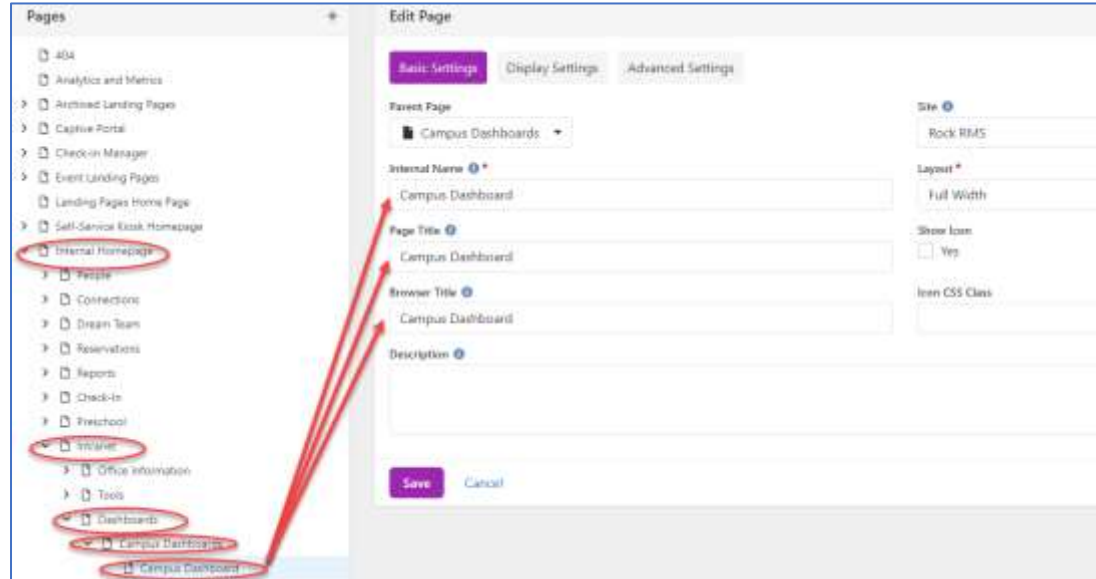 Pages +
404
Analytics and Metrics
Archived Landing Pages
Captive Portal
Check-in Manager
Event Landing Pages
Landing Pages Home Page
Self-Service Kiosk Homepage
Internal Homepage
People
Connections
Dream Team
Reservations
Reports
Check-In
Preschool
Intranet
Office Information
Tools
Dashboards
Campus Dashboards
Campus Dashboard
Edit Page
Basic Settings Display Settings Advanced Settings
Parent Page
Campus Dashboards
Internal Name *
Campus Dashboard
Page Title
Campus Dashboard
Browser Title
Campus Dashboard
Description
Save Cancel
Site
Rock RMS
Layout *
Full Width
Show Icon
Yes
Icon CSS Class